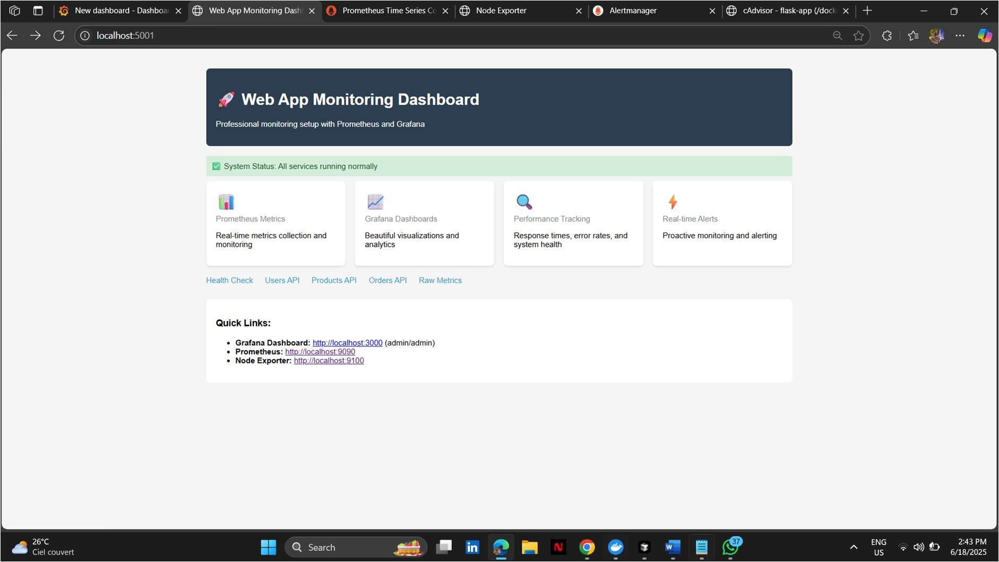 New dashboard - Dashboar
Web App Monitoring Dash
Prometheus Time Series Co
Node Exporter
Alertmanager
cAdvisor - flask-app (/dock
localhost:5001
Web App Monitoring Dashboard
Professional monitoring setup with Prometheus and Grafana
System Status: All services running normally
Prometheus Metrics
Real-time metrics collection and
monitoring
Grafana Dashboards
Beautiful visualizations and
analytics
Performance Tracking
Response times, error rates, and
system health
Real-time Alerts
Proactive monitoring and alerting
Health Check Users API Products API Orders API Raw Metrics
Quick Links:
• Grafana Dashboard: http://localhost:3000 (admin/admin)
• Prometheus: http://localhost:9090
• Node Exporter: http://localhost:9100
26°C
Ciel couvert
Search
in
N
W
37
ENG
US
2:43 PM
6/18/2025